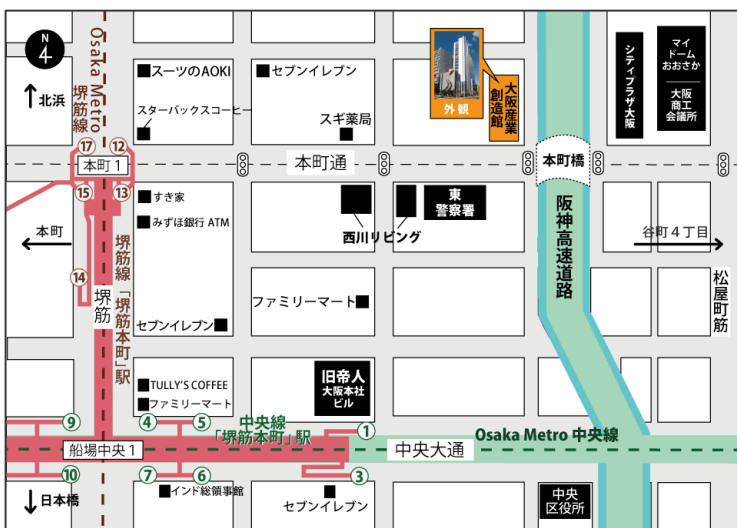 N
北浜
Osaka Metro
堺筋線
スーツのAOKI
セブンイレブン
スターバックスコーヒー
スギ薬局
外観
大阪産業
創造館
シティプラザ大阪
マイ
ドーム
おおさか
大阪
商工
会議所
⑰
⑫
本町1
本町通
本町橋
⑮
⑬
すき家
みずほ銀行 ATM
西川リビング
東
警察署
阪神高速道路
本町
谷町4丁目
松屋町筋
⑭
堺筋
堺筋線「堺筋本町」駅
ファミリーマート
セブンイレブン
TULLY'S COFFEE
ファミリーマート
旧帝人
大阪本社
ビル
⑨
④
⑤
中央線
「堺筋本町」駅
①
Osaka Metro 中央線
船場中央1
中央大通
⑩
⑦
⑥
③
日本橋
インド総領事館
セブンイレブン
中央
区役所